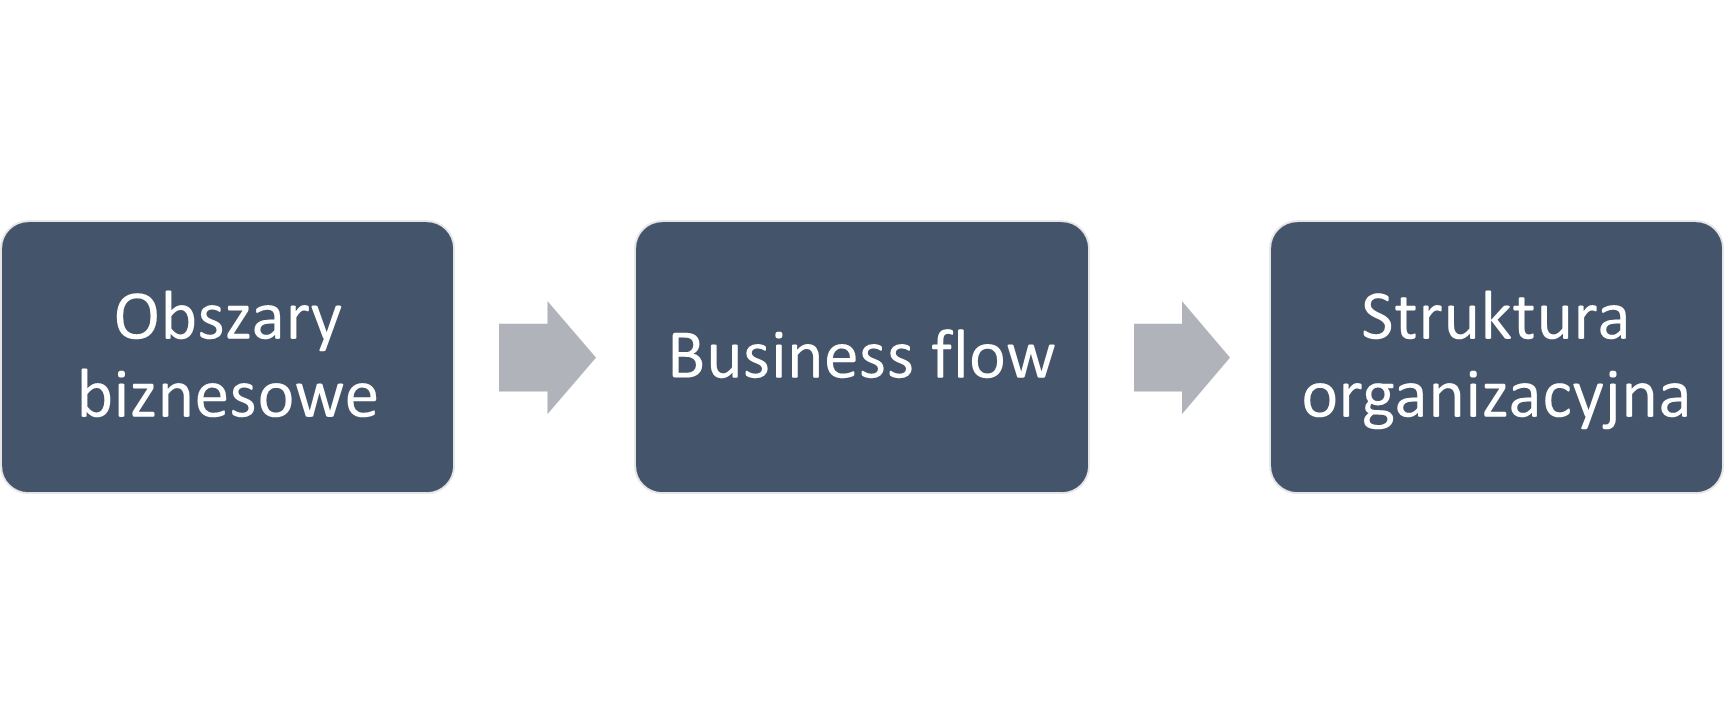 Obszary
biznesowe
Business flow
Struktura
organizacyjna